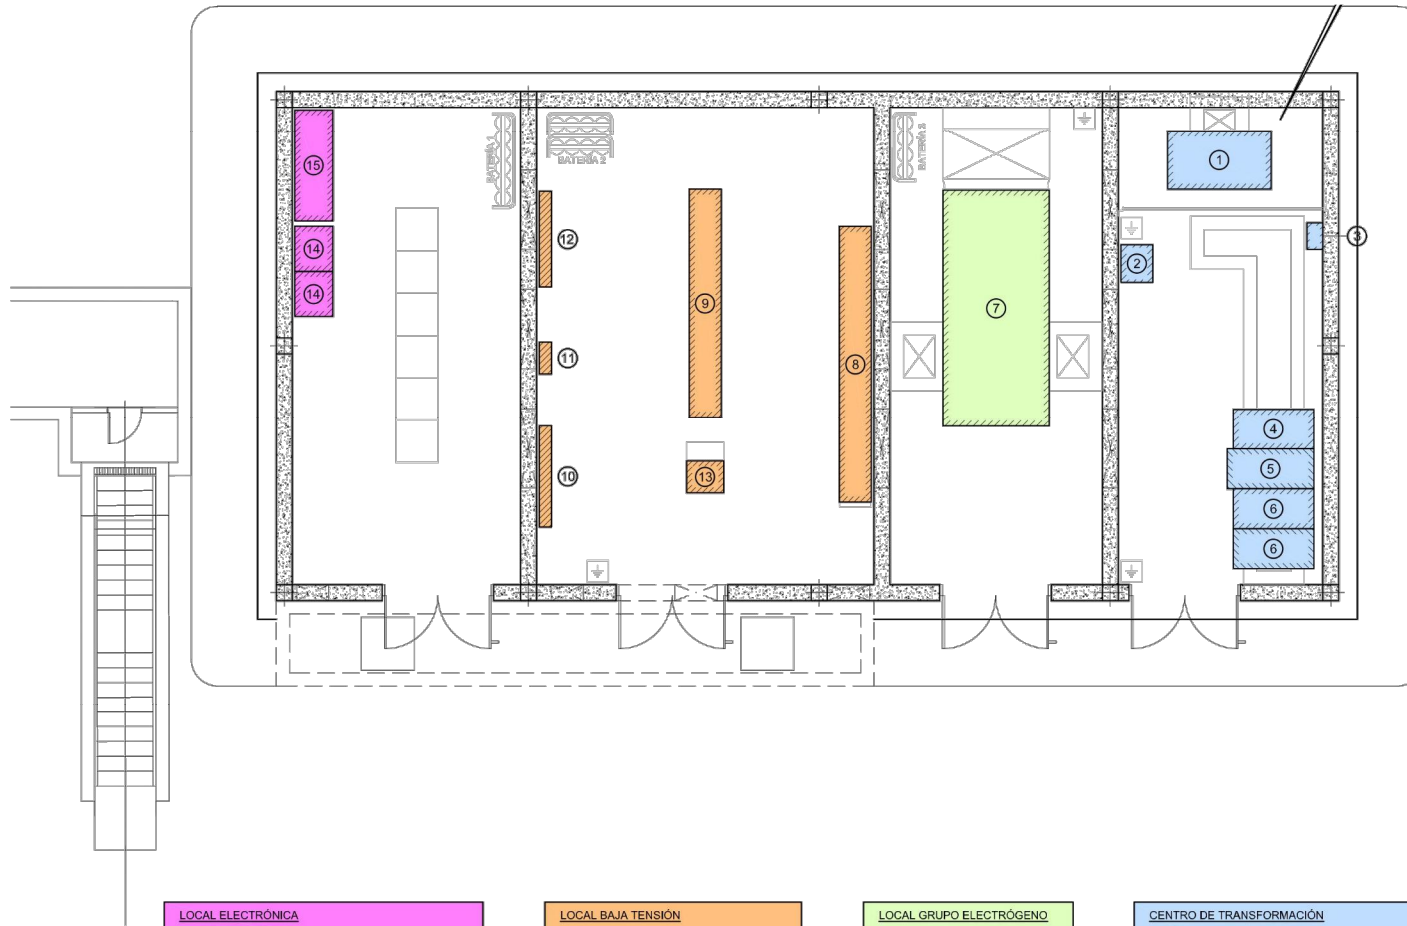 BATERÍA 1
BATERÍA 2
BATERÍA 3
1
15
12
14
3
2
14
9
7
11
8
4
5
10
13
6
6
LOCAL ELECTRÓNICA
LOCAL BAJA TENSIÓN
LOCAL GRUPO ELECTRÓGENO
CENTRO DE TRANSFORMACIÓN